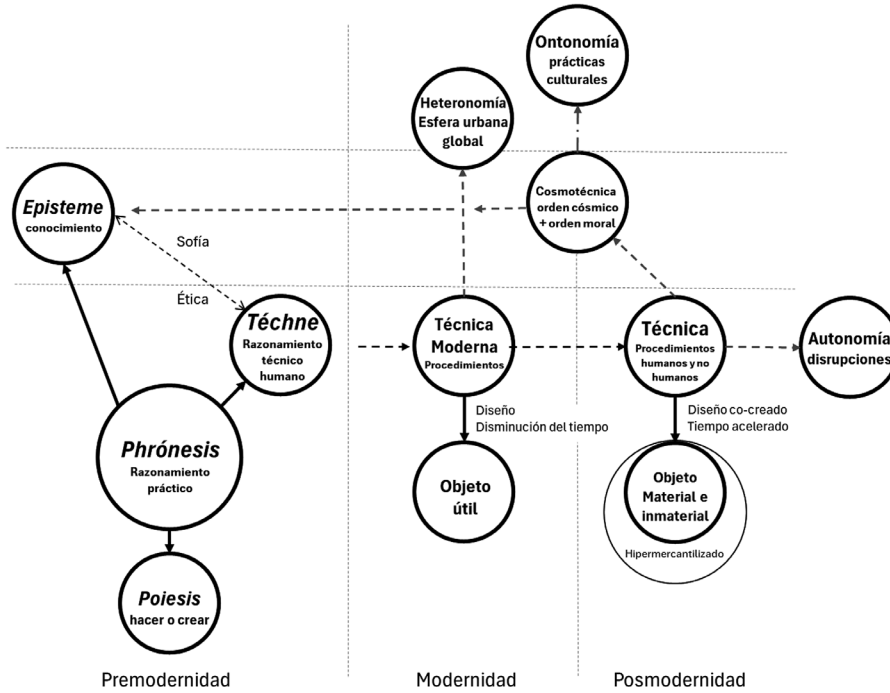 Ontonomía
prácticas
culturales
Heteronomía
Esfera urbana
global
Episteme
conocimiento
Cosmotécnica
orden cósmico
+ orden moral
Sofía
Ética
Téchne
Razonamiento
técnico
humano
Técnica
Moderna
Procedimientos
Técnica
Procedimientos
humanos y no
humanos
Autonomía
disrupciones
Phrónesis
Razonamiento
práctico
Diseño
Disminución del tiempo
Diseño co-creado
Tiempo acelerado
Objeto
útil
Objeto
Material e
inmaterial
Hipermercantilizado
Poiesis
hacer o crear
Premodernidad
Modernidad
Posmodernidad